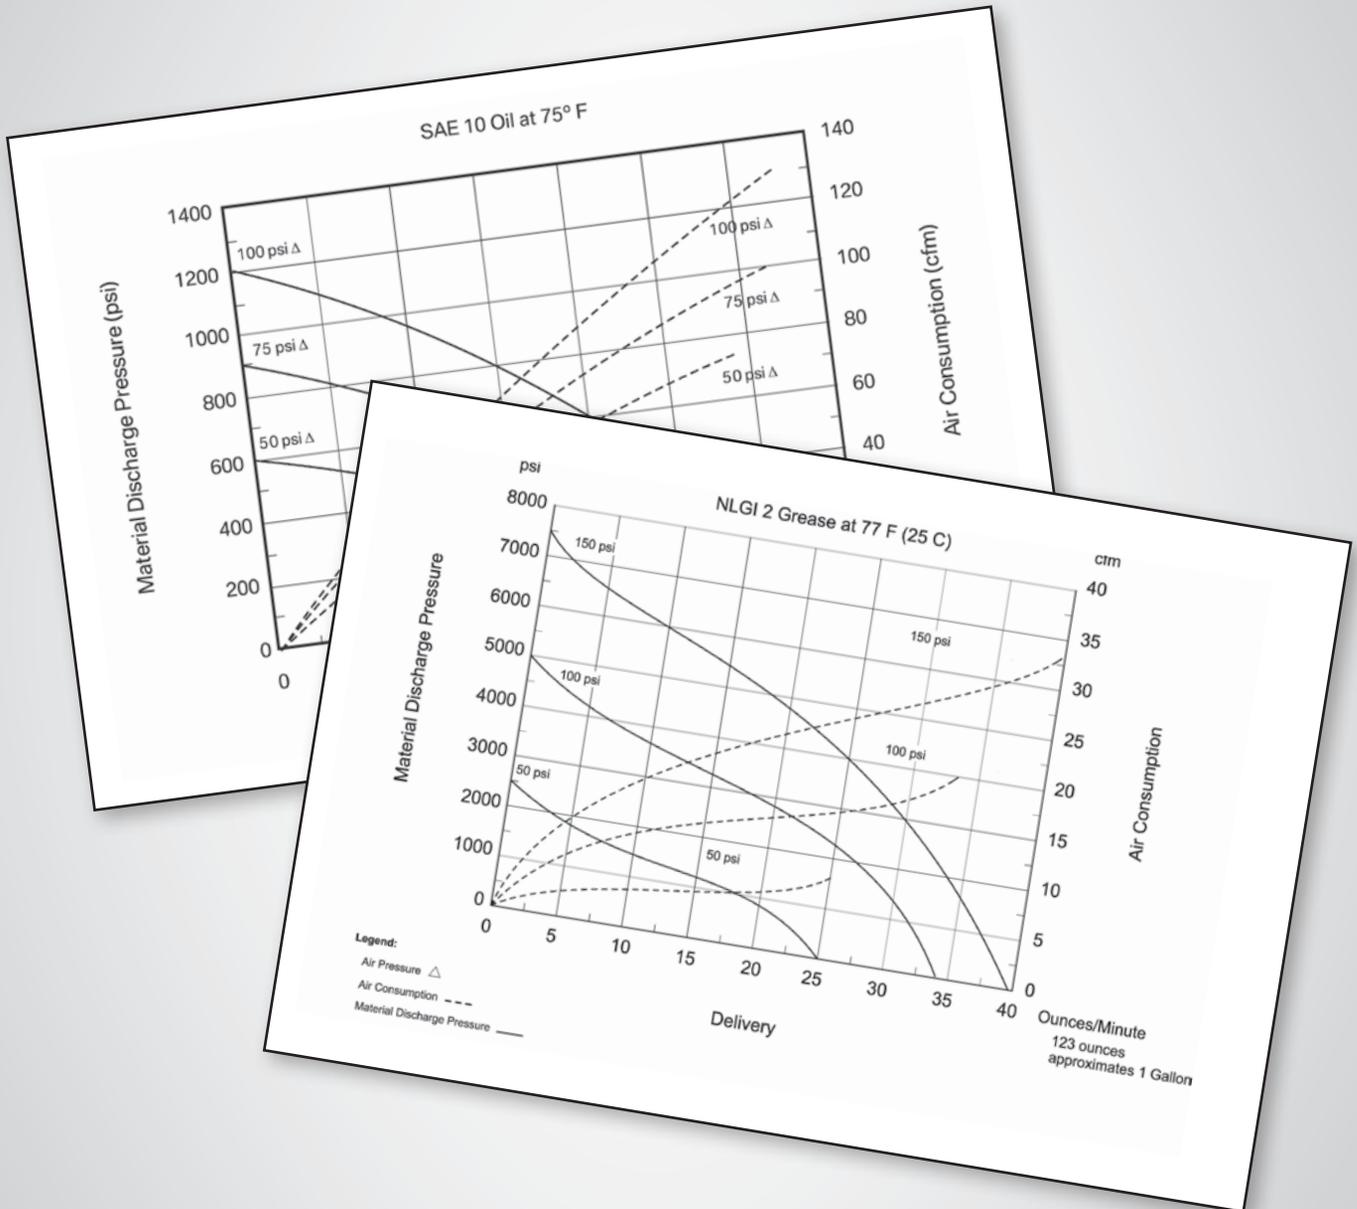 SAE 10 Oil at 75º F
Material Discharge Pressure (psi)
1400
1200
1000
800
600
400
200
0
0
100 psi Δ
75 psi Δ
50 psi Δ
100 psi Δ
75 psi Δ
50 psi Δ
140
120
100
80
60
40
Air Consumption (cfm)
NLGI 2 Grease at 77 F (25 C)
psi
Material Discharge Pressure
8000
7000
6000
5000
4000
3000
2000
1000
0
150 psi
100 psi
50 psi
150 psi
100 psi
50 psi
cfm
40
35
30
25
20
15
10
5
0
Air Consumption
0 5 10 15 20 25 30 35 40
Ounces/Minute
123 ounces
approximates 1 Gallon
Delivery
Legend:
Air Pressure △
Air Consumption ---
Material Discharge Pressure —